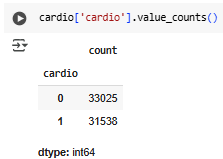 cardio['cardio'].value_counts()
count
cardio
0 33025
1 31538
dtype: int64